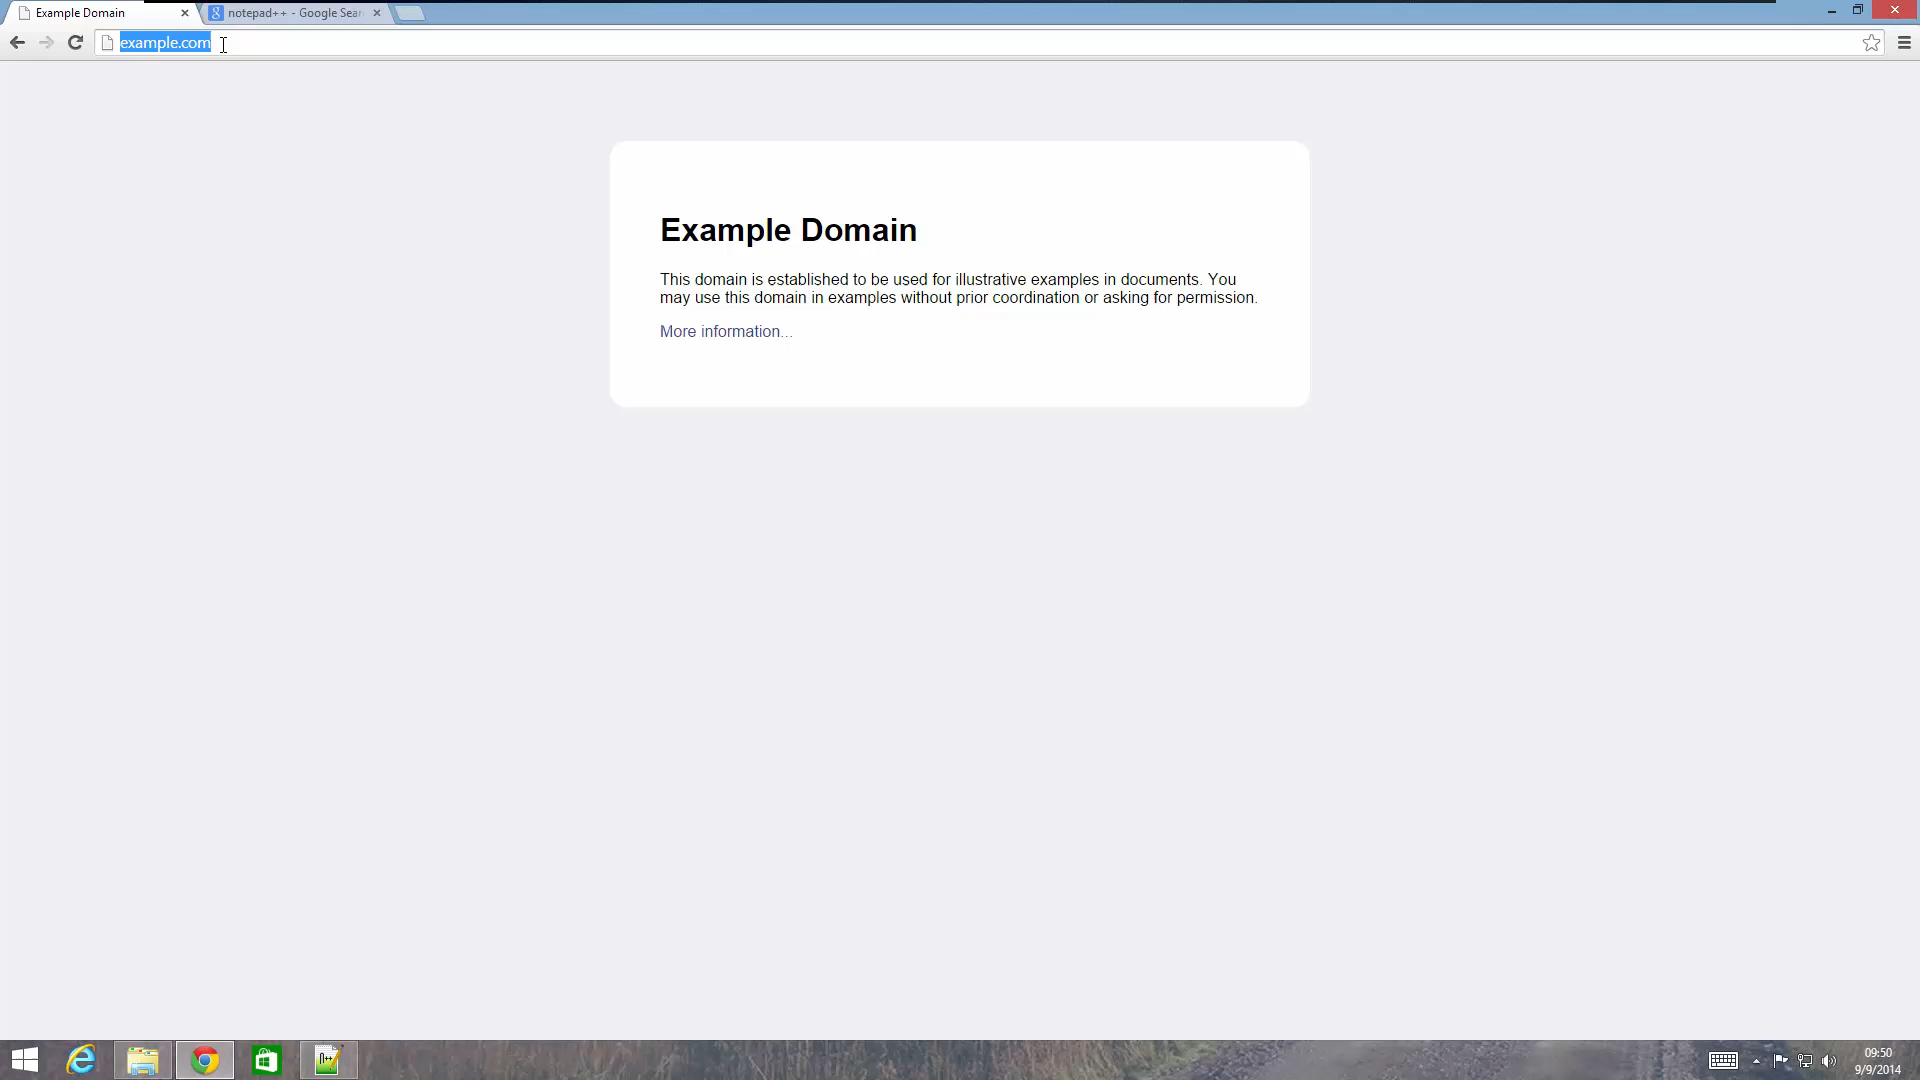 Example Domain
notepad++ - Google Sear
example.com
Example Domain
This domain is established to be used for illustrative examples in documents. You
may use this domain in examples without prior coordination or asking for permission.
More information...
09:50
9/9/2014